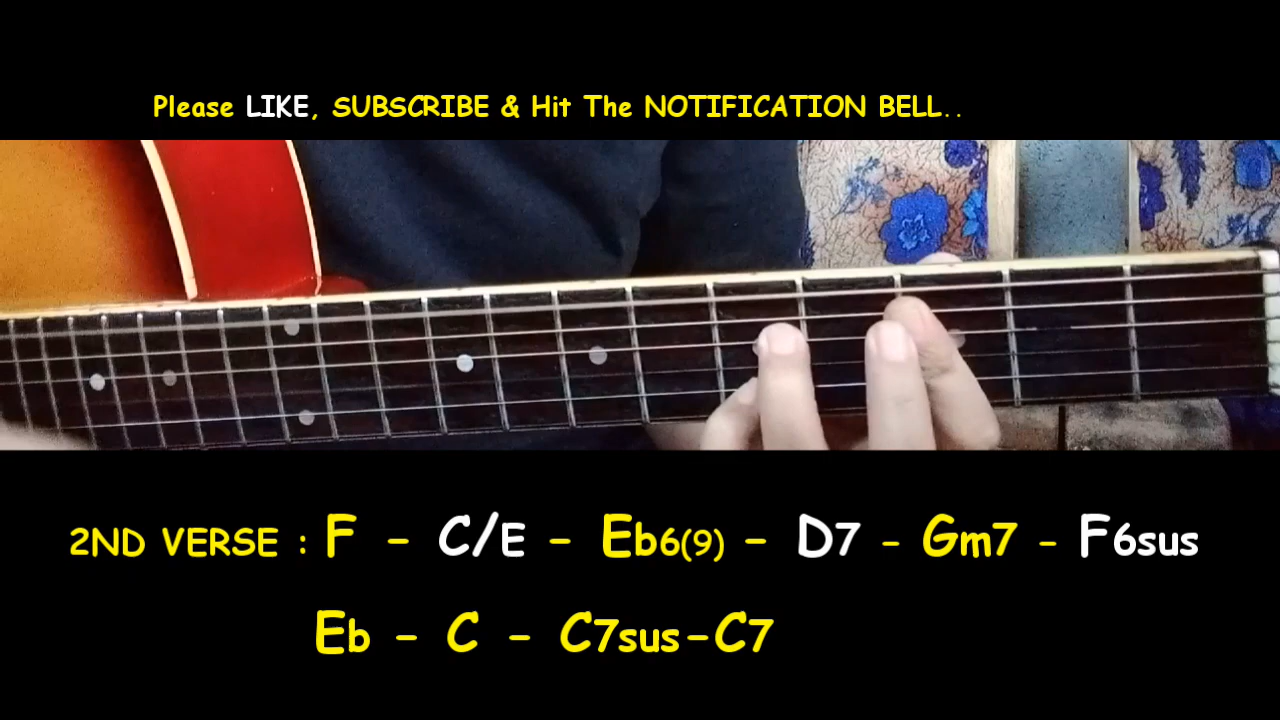 Please LIKE, SUBSCRIBE & Hit The NOTIFICATION BELL..
2ND VERSE : F - C/E - Eb6(9) - D7 - Gm7 - F6sus
Eb - C - C7sus-C7